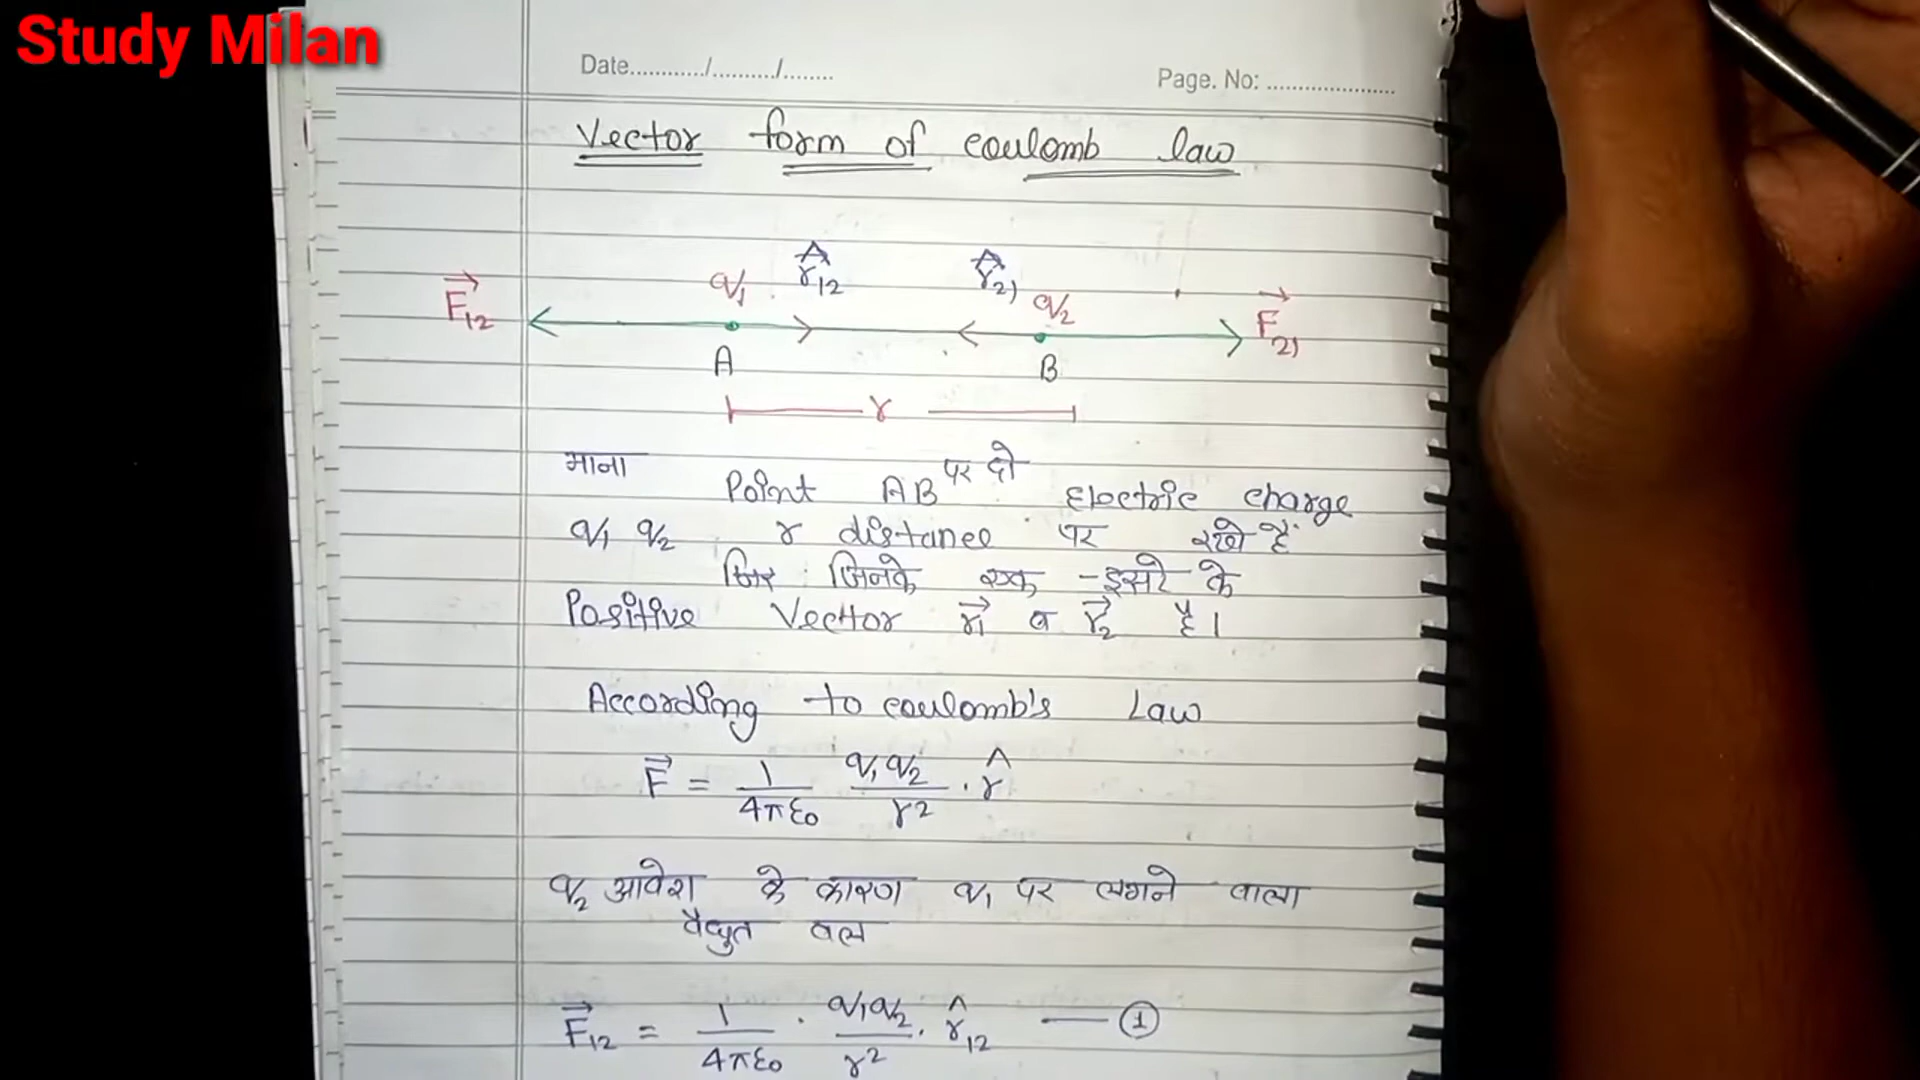 Study Milan
Date............/.........../........
Page. No: ......................
Vector form of coulomb law
F⃗12 q1 r̂12 r̂21 q2 F⃗21
A B
r
माना Point AB पर दो Electric charge
q1 q2 r distance पर रखे हैं
जिनके एक -दूसरे के
Positive Vector r⃗1 व r⃗2 है।
According to coulomb's Law
F⃗ = 1/4πε0 q1q2/r² . r̂
q2 आवेश के कारण q1 पर लगने वाला
वैद्युत बल
F⃗12 = 1/4πε0 . q1q2/r² . r̂12 — ①